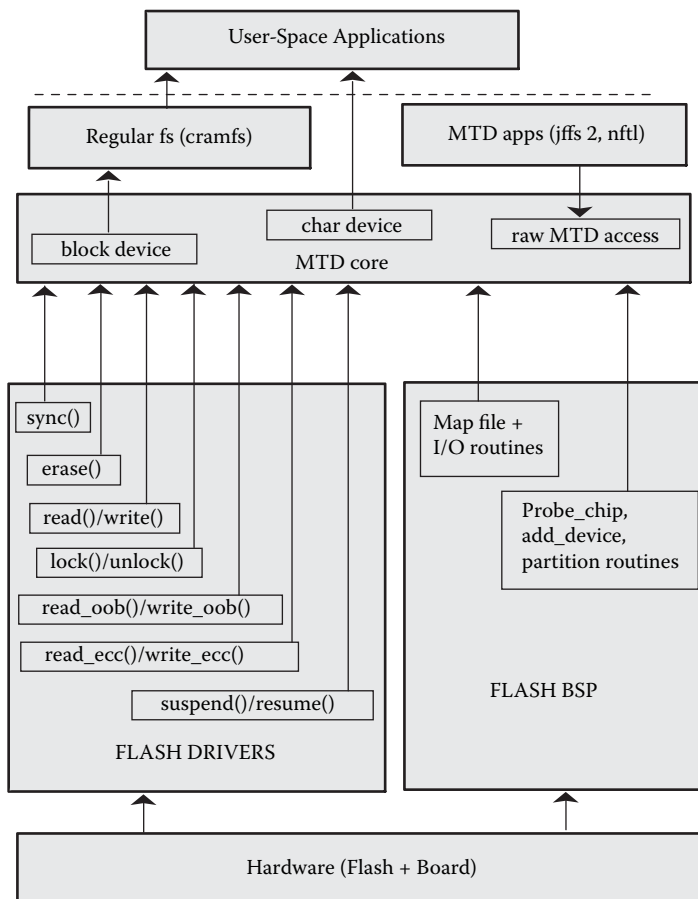 User-Space Applications
Regular fs (cramfs)
MTD apps (jffs 2, nftl)
block device
char device
raw MTD access
MTD core
sync()
erase()
read()/write()
lock()/unlock()
read_oob()/write_oob()
read_ecc()/write_ecc()
suspend()/resume()
FLASH DRIVERS
Map file +
I/O routines
Probe_chip,
add_device,
partition routines
FLASH BSP
Hardware (Flash + Board)